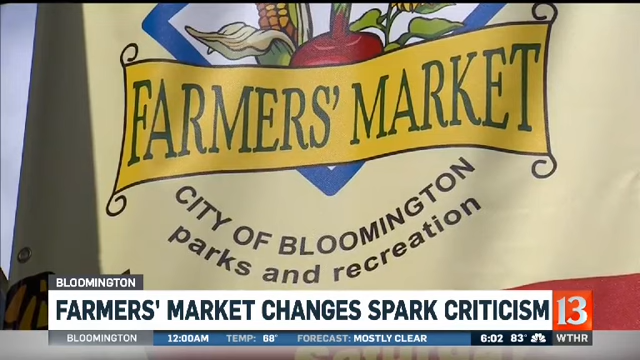 FARMERS' MARKET
CITY OF BLOOMINGTON
parks and recreation
BLOOMINGTON
FARMERS' MARKET CHANGES SPARK CRITICISM 13
BLOOMINGTON 12:00AM TEMP: 68° FORECAST: MOSTLY CLEAR 6:02 83° WTHR